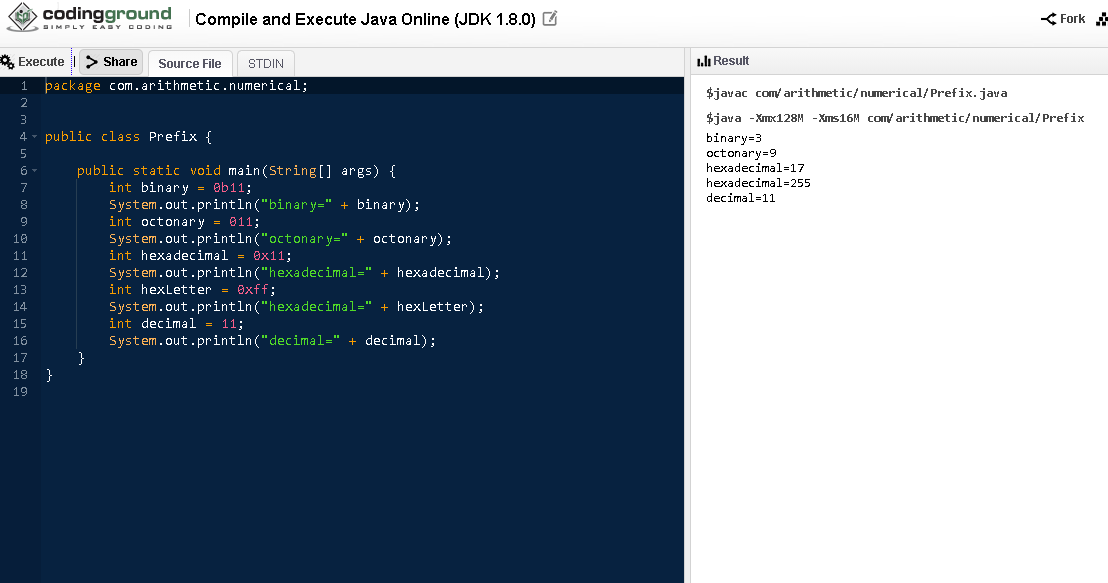 codingground
SIMPLY EASY CODING
Compile and Execute Java Online (JDK 1.8.0)
Fork
Execute
Share
Source File
STDIN
1 package com.arithmetic.numerical;
2
3
4 public class Prefix {
5
6 public static void main(String[] args) {
7 int binary = 0b11;
8 System.out.println("binary=" + binary);
9 int octonary = 011;
10 System.out.println("octonary=" + octonary);
11 int hexadecimal = 0x11;
12 System.out.println("hexadecimal=" + hexadecimal);
13 int hexLetter = 0xff;
14 System.out.println("hexadecimal=" + hexLetter);
15 int decimal = 11;
16 System.out.println("decimal=" + decimal);
17 }
18 }
19
Result
$javac com/arithmetic/numerical/Prefix.java
$java -Xmx128M -Xms16M com/arithmetic/numerical/Prefix
binary=3
octonary=9
hexadecimal=17
hexadecimal=255
decimal=11